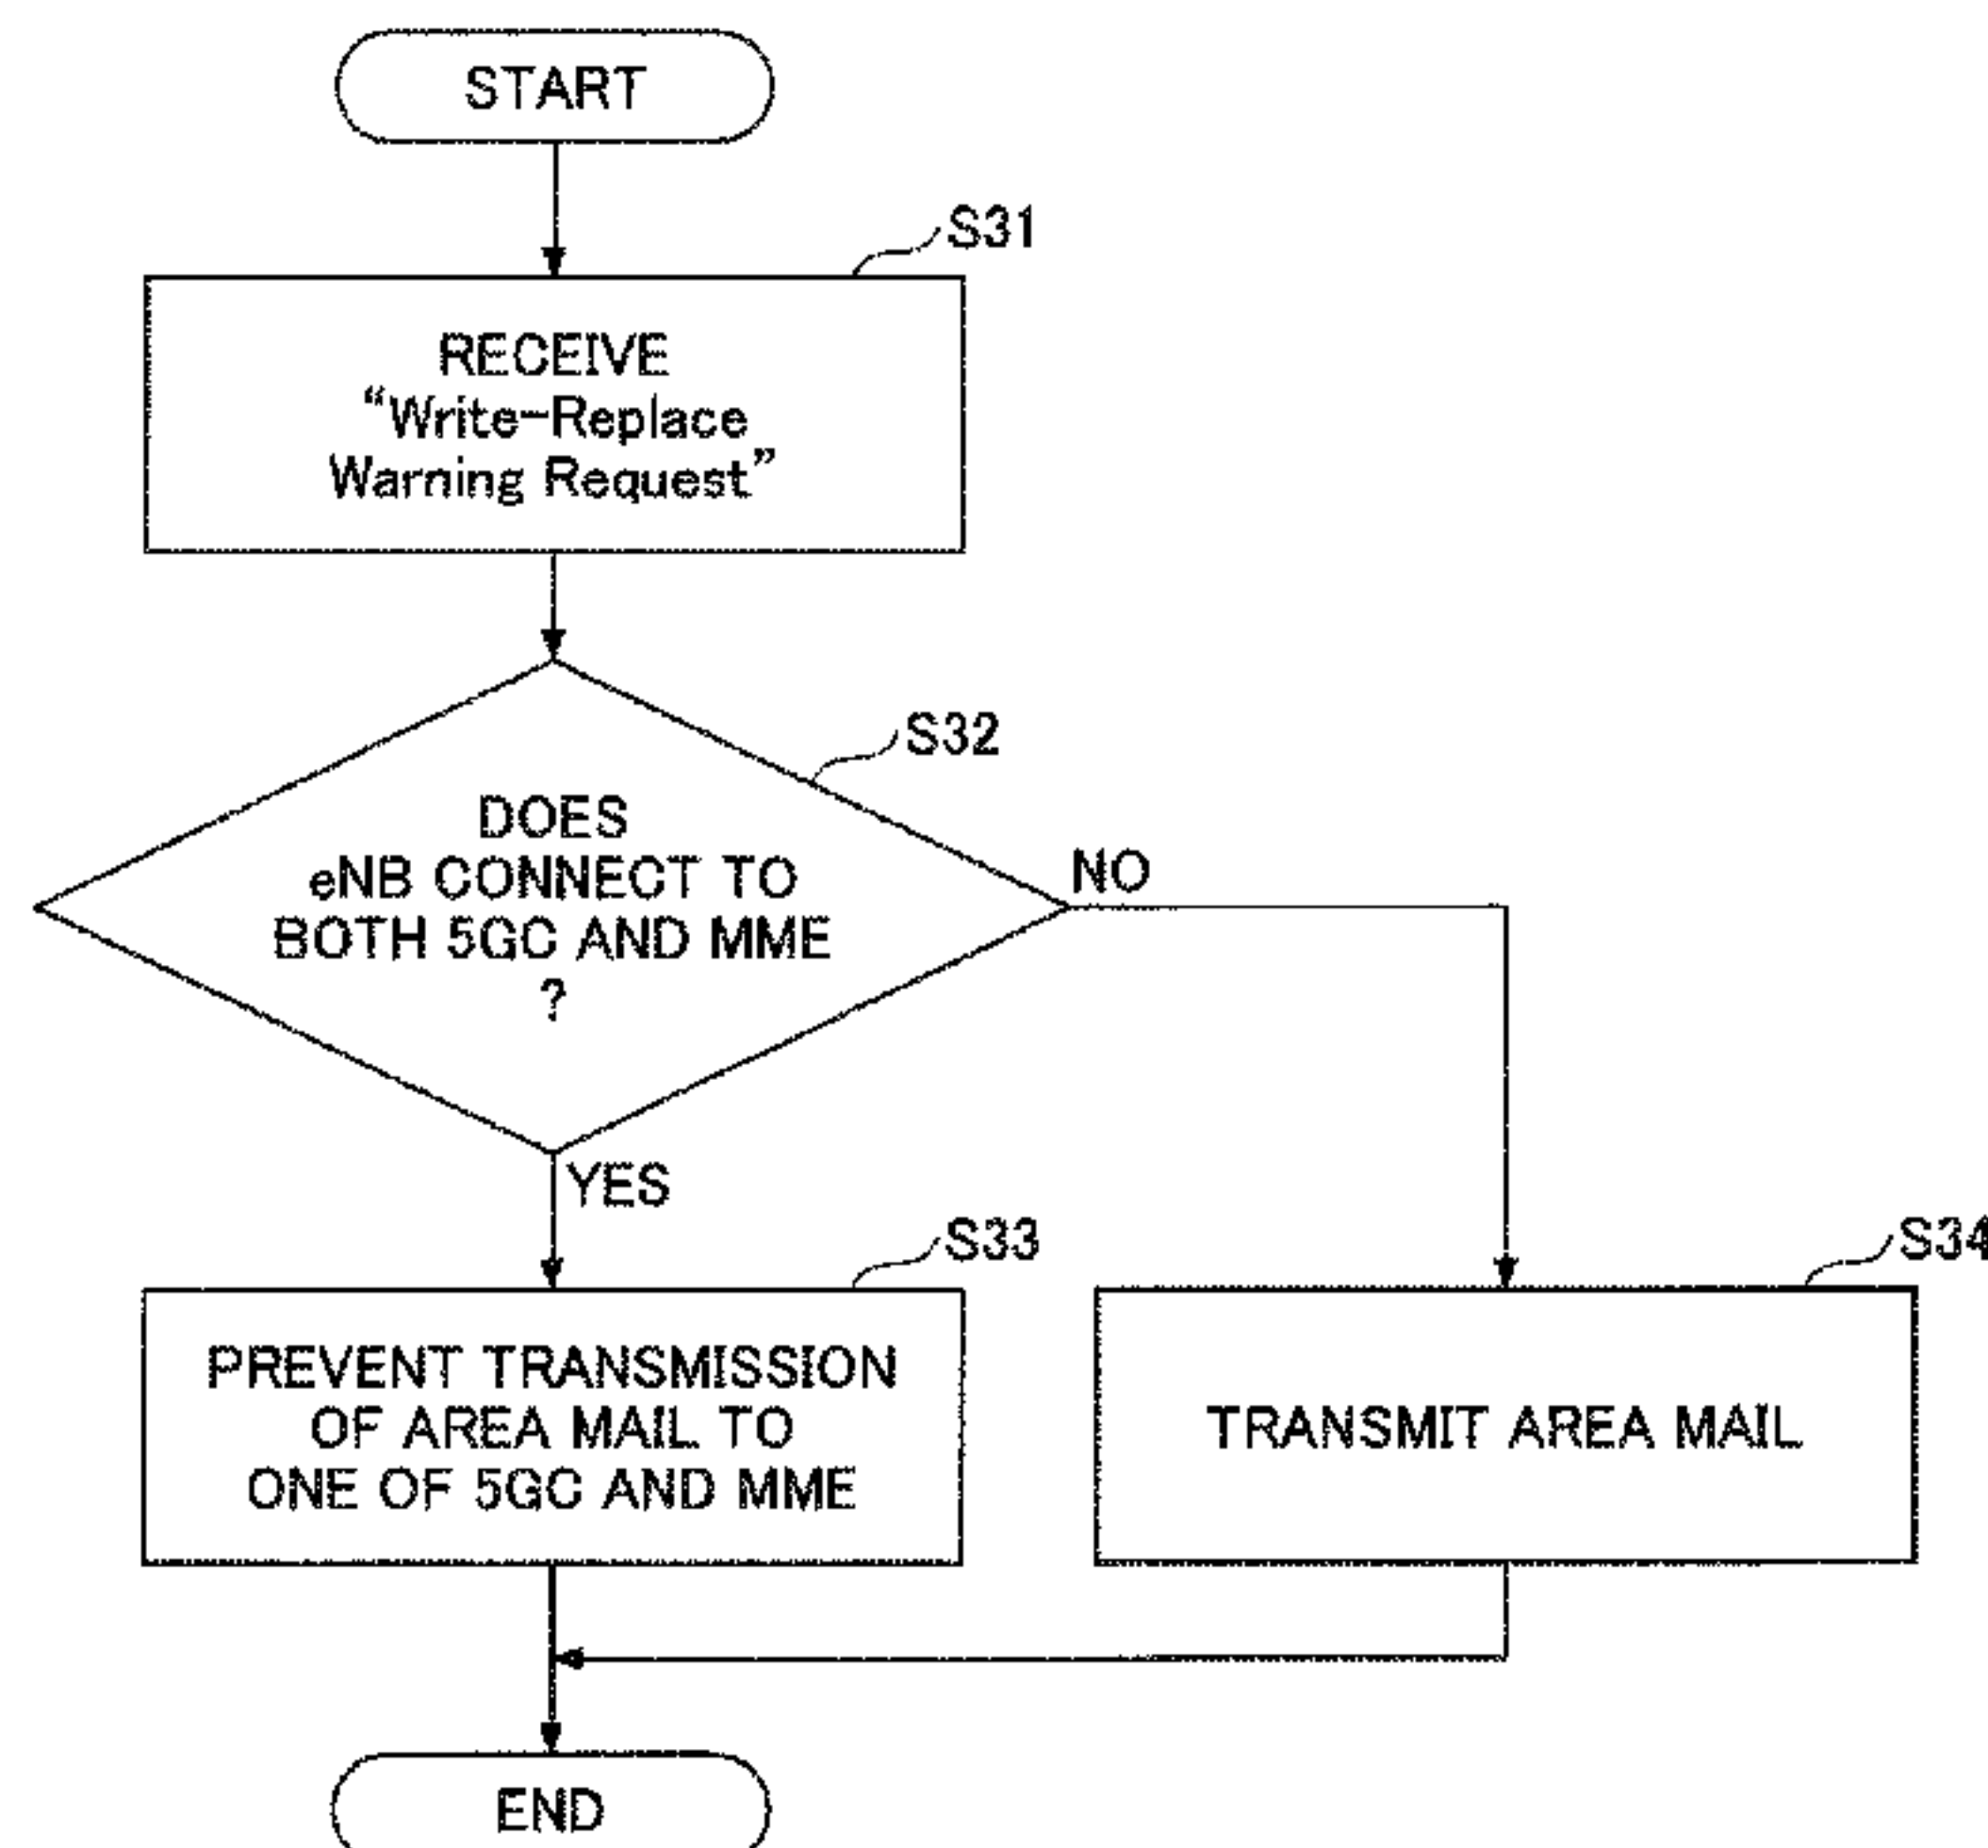 START
S31
RECEIVE
“Write-Replace
Warning Request”
S32
DOES
eNB CONNECT TO
BOTH 5GC AND MME
?
NO
YES
S33
PREVENT TRANSMISSION
OF AREA MAIL TO
ONE OF 5GC AND MME
S34
TRANSMIT AREA MAIL
END